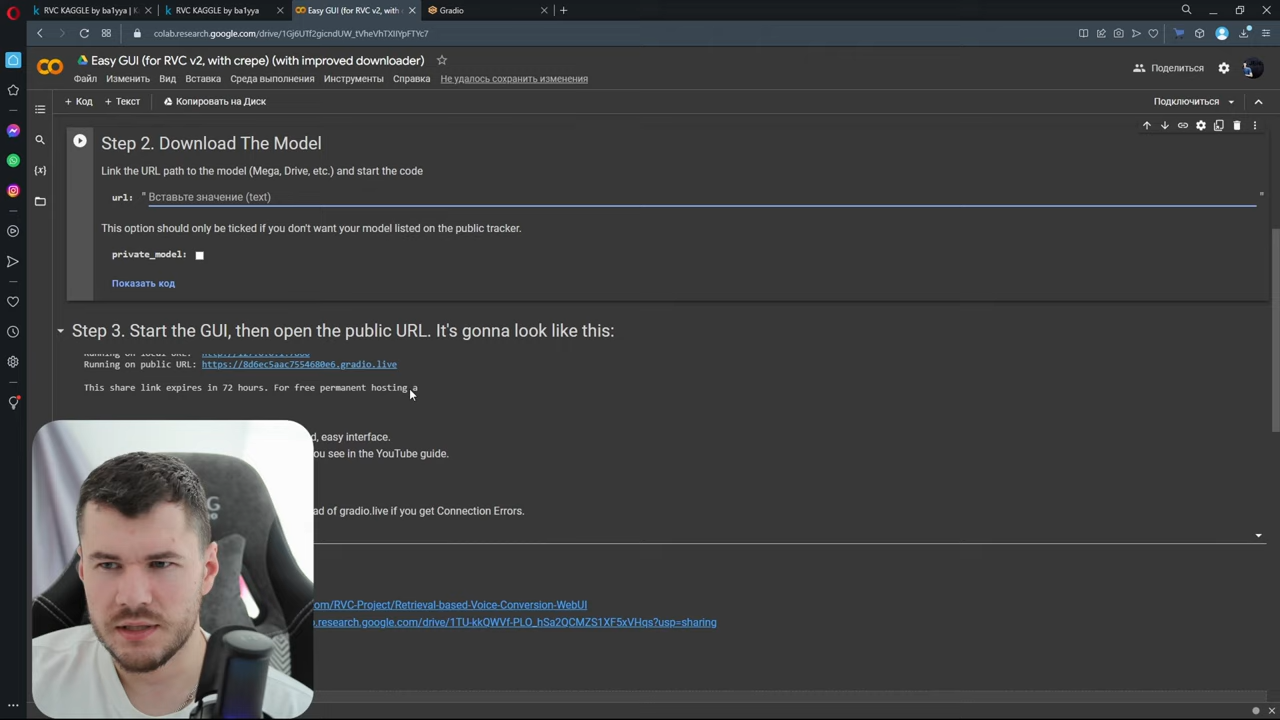 RVC KAGGLE by ba1yya | K
RVC KAGGLE by ba1yya
Easy GUI (for RVC v2, with c
Gradio
colab.research.google.com/drive/1Gj6UTf2gicndUW_tVheVhTXIIYpFTYc7
Easy GUI (for RVC v2, with crepe) (with improved downloader)
Файл Изменить Вид Вставка Среда выполнения Инструменты Справка Не удалось сохранить изменения
Поделиться
+ Код + Текст Копировать на Диск
Подключиться
Step 2. Download The Model
Link the URL path to the model (Mega, Drive, etc.) and start the code
url: " Вставьте значение (text) "
This option should only be ticked if you don't want your model listed on the public tracker.
private_model:
Показать код
Step 3. Start the GUI, then open the public URL. It's gonna look like this:
Running on public URL: https://8d6ec5aac7554680e6.gradio.live
This share link expires in 72 hours. For free permanent hosting a
d, easy interface.
ou see in the YouTube guide.
ad of gradio.live if you get Connection Errors.
om/RVC-Project/Retrieval-based-Voice-Conversion-WebUI
o.research.google.com/drive/1TU-kkQWVf-PLO_hSa2QCMZS1XF5xVHqs?usp=sharing